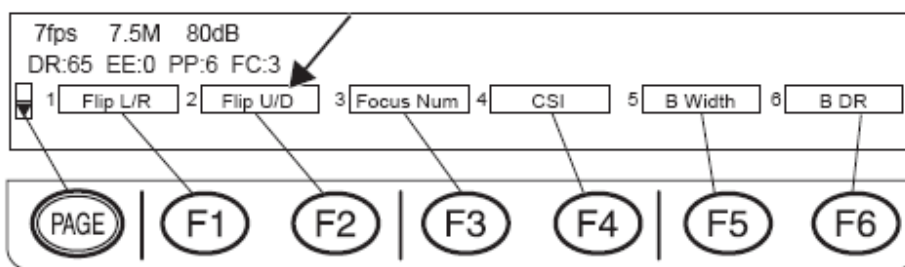 7fps 7.5M 80dB
DR:65 EE:0 PP:6 FC:3
1 Flip L/R 2 Flip U/D 3 Focus Num 4 CSI 5 B Width 6 B DR
PAGE F1 F2 F3 F4 F5 F6